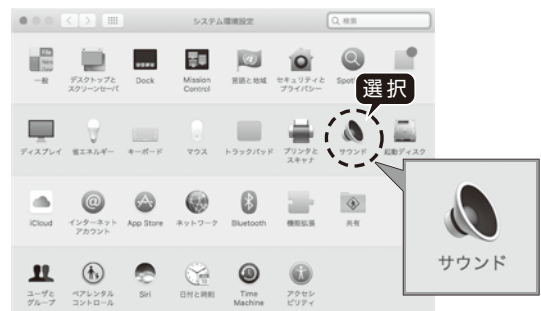 システム環境設定
検索
一般
デスクトップと
スクリーンセーバ
Dock
Mission
Control
言語と地域
セキュリティと
プライバシー
Spot
選択
ディスプレイ
省エネルギー
キーボード
マウス
トラックパッド
プリンタと
スキャナ
サウンド
起動ディスク
iCloud
インターネット
アカウント
App Store
ネットワーク
Bluetooth
機能拡張
共有
サウンド
ユーザと
グループ
ペアレンタル
コントロール
Siri
日付と時刻
Time
Machine
アクセシ
ビリティ